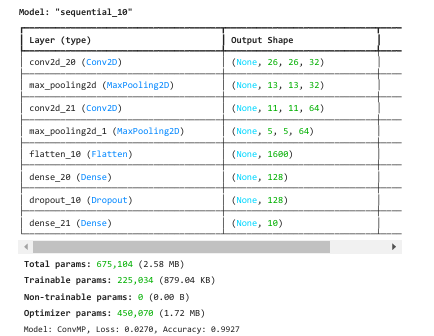 Model: "sequential_10"
Layer (type) Output Shape
conv2d_20 (Conv2D) (None, 26, 26, 32)
max_pooling2d (MaxPooling2D) (None, 13, 13, 32)
conv2d_21 (Conv2D) (None, 11, 11, 64)
max_pooling2d_1 (MaxPooling2D) (None, 5, 5, 64)
flatten_10 (Flatten) (None, 1600)
dense_20 (Dense) (None, 128)
dropout_10 (Dropout) (None, 128)
dense_21 (Dense) (None, 10)
Total params: 675,104 (2.58 MB)
Trainable params: 225,034 (879.04 KB)
Non-trainable params: 0 (0.00 B)
Optimizer params: 450,070 (1.72 MB)
Model: ConvMP, Loss: 0.0270, Accuracy: 0.9927